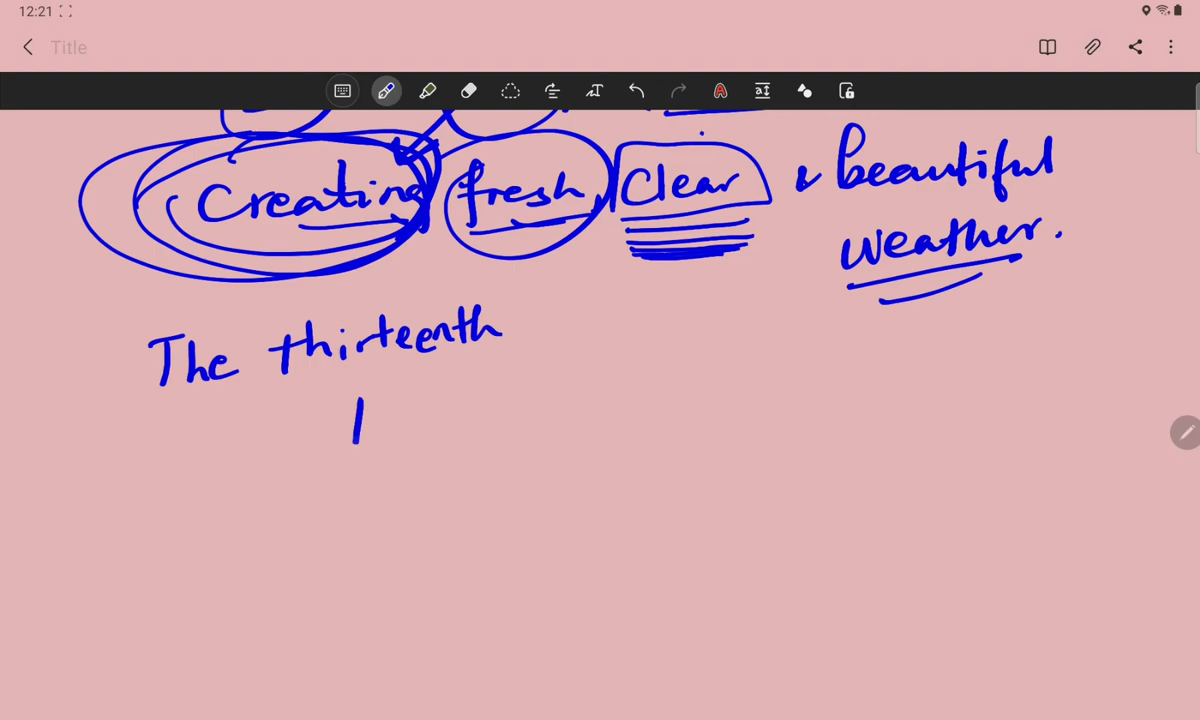 12:21
Title
Creating fresh, Clear & beautiful
weather.
The thirteenth